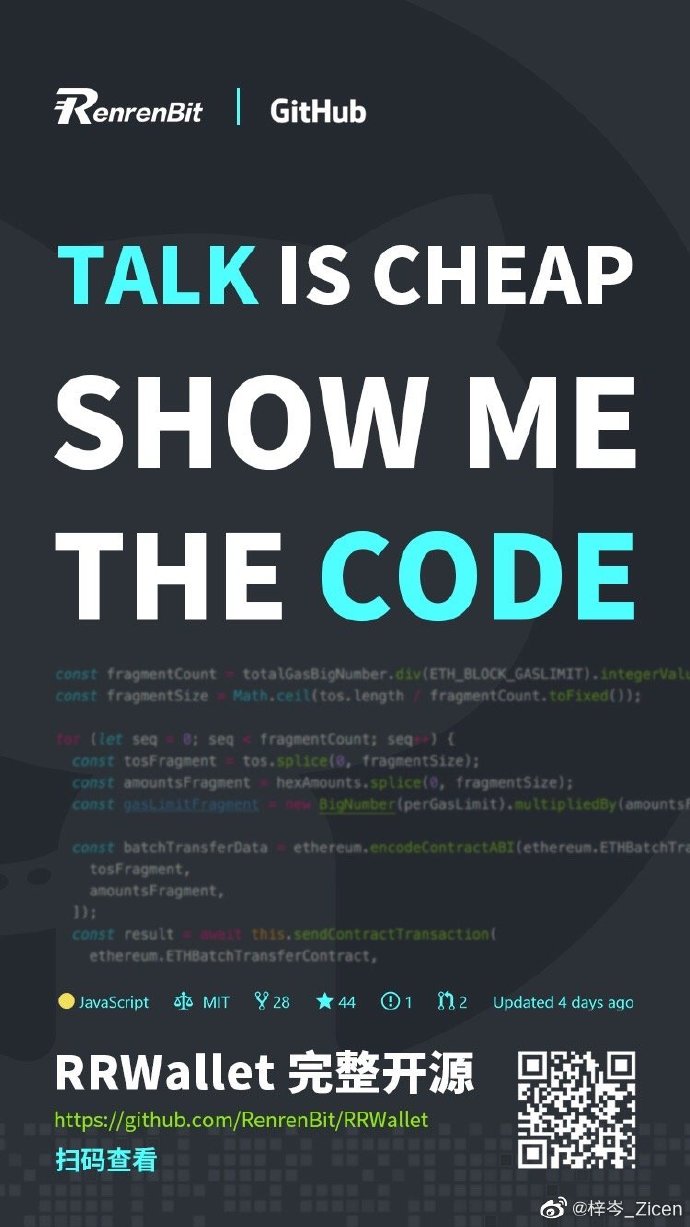 RenrenBit | GitHub
TALK IS CHEAP
SHOW ME
THE CODE
const fragmentCount = totalGasBigNumber.div(ETH_BLOCK_GASLIMIT).integerValu
const fragmentSize = Math.ceil(tos.length / fragmentCount.toFixed());
for (let seq = 0; seq < fragmentCount; seq++) {
const tosFragment = tos.splice(0, fragmentSize);
const amountsFragment = hexAmounts.splice(0, fragmentSize);
const gasLimitFragment = new BigNumber(perGasLimit).multipliedBy(amountsF
const batchTransferData = ethereum.encodeContractABI(ethereum.ETHBatchTra
tosFragment,
amountsFragment,
]);
const result = await this.sendContractTransaction(
ethereum.ETHBatchTransferContract,
JavaScript MIT 28 44 1 2 Updated 4 days ago
RRWallet 完整开源
https://github.com/RenrenBit/RRWallet
扫码查看
@梓岑_Zicen